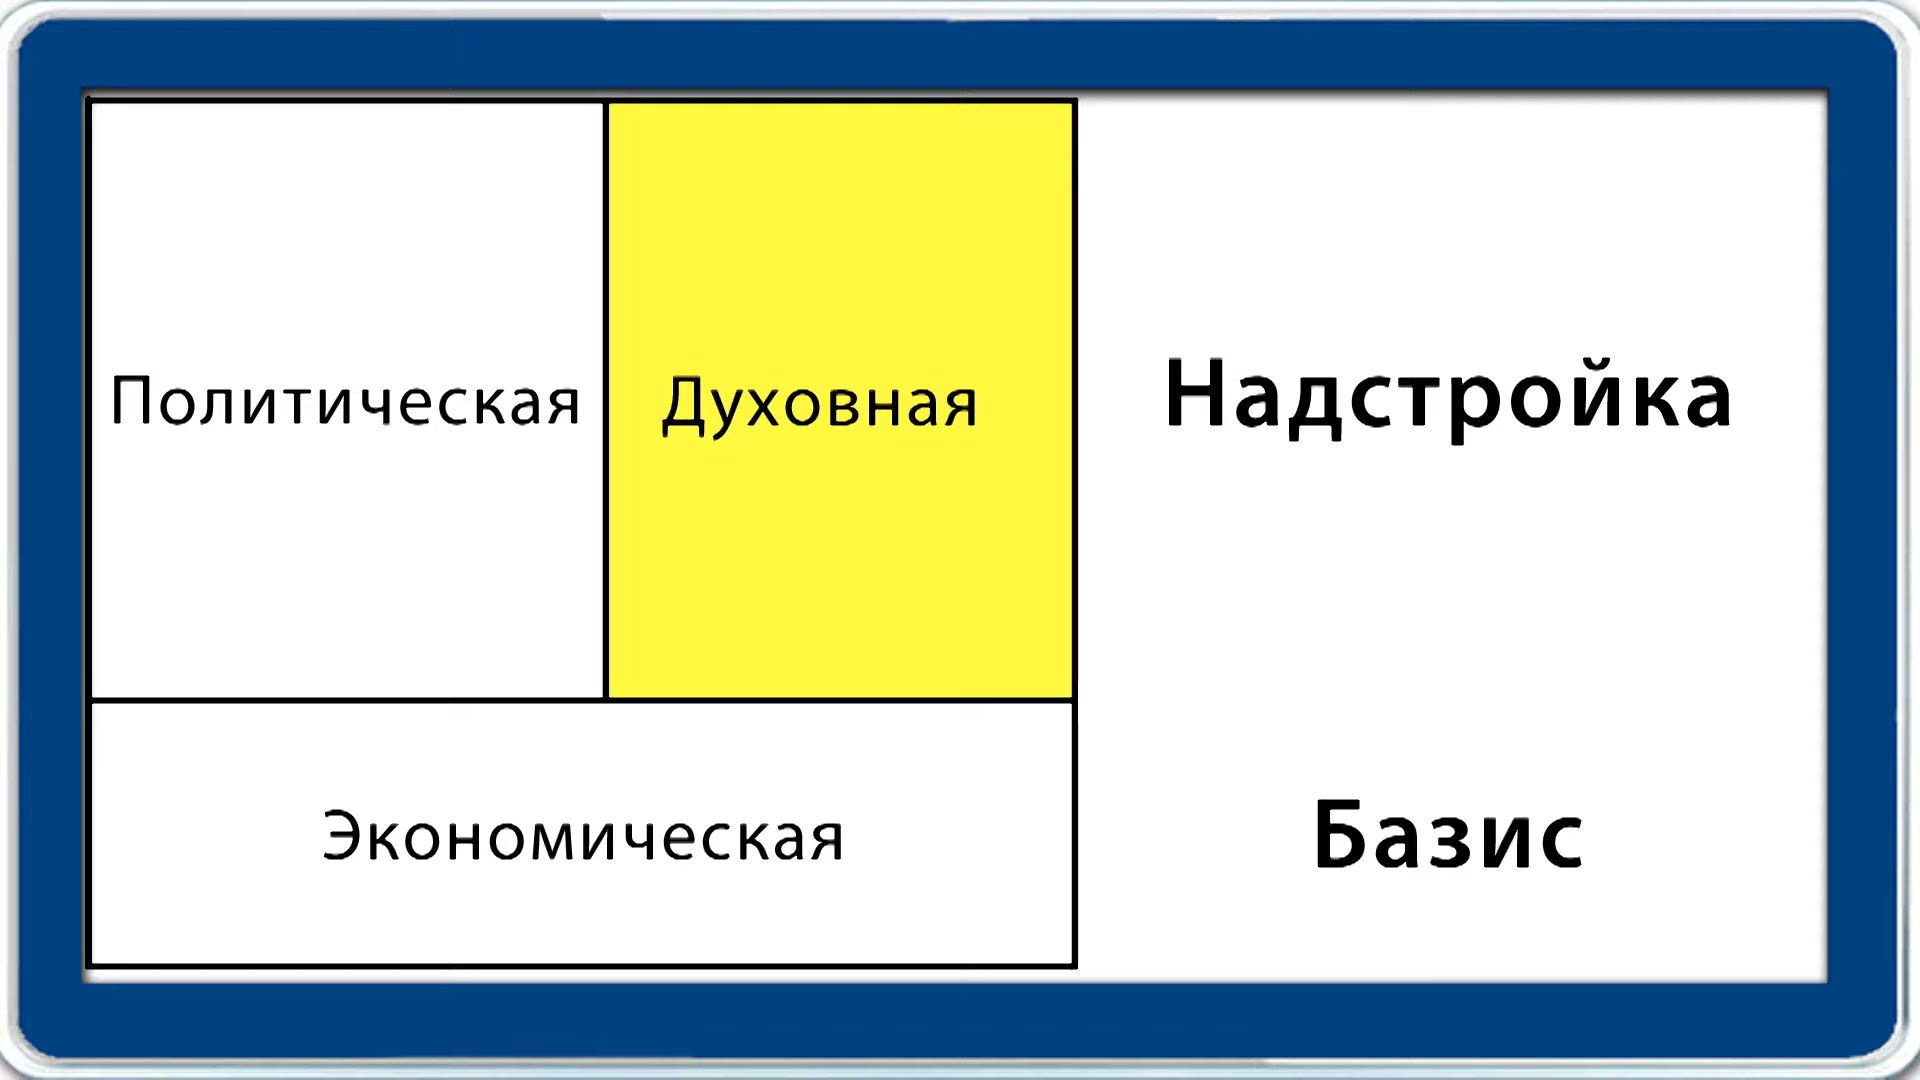 Политическая
Духовная
Надстройка
Экономическая
Базис